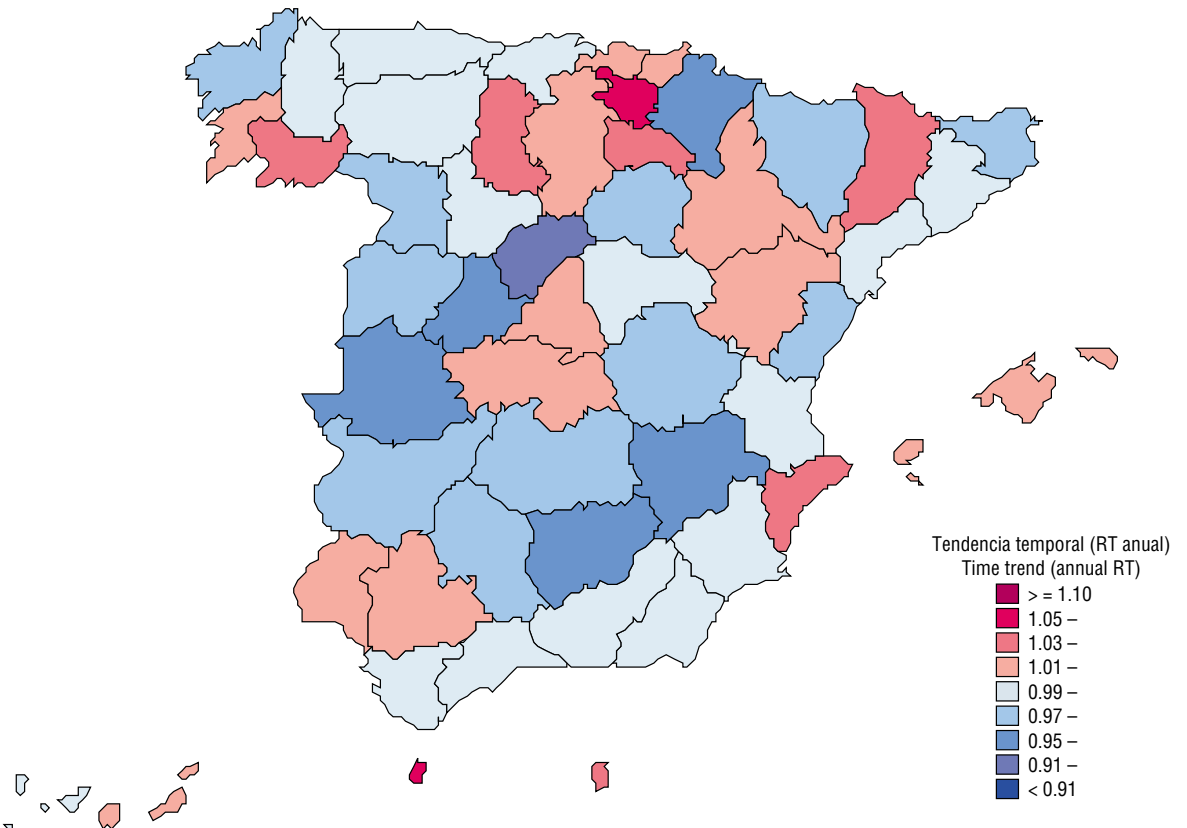 Tendencia temporal (RT anual)
Time trend (annual RT)
> = 1.10
1.05 –
1.03 –
1.01 –
0.99 –
0.97 –
0.95 –
0.91 –
< 0.91